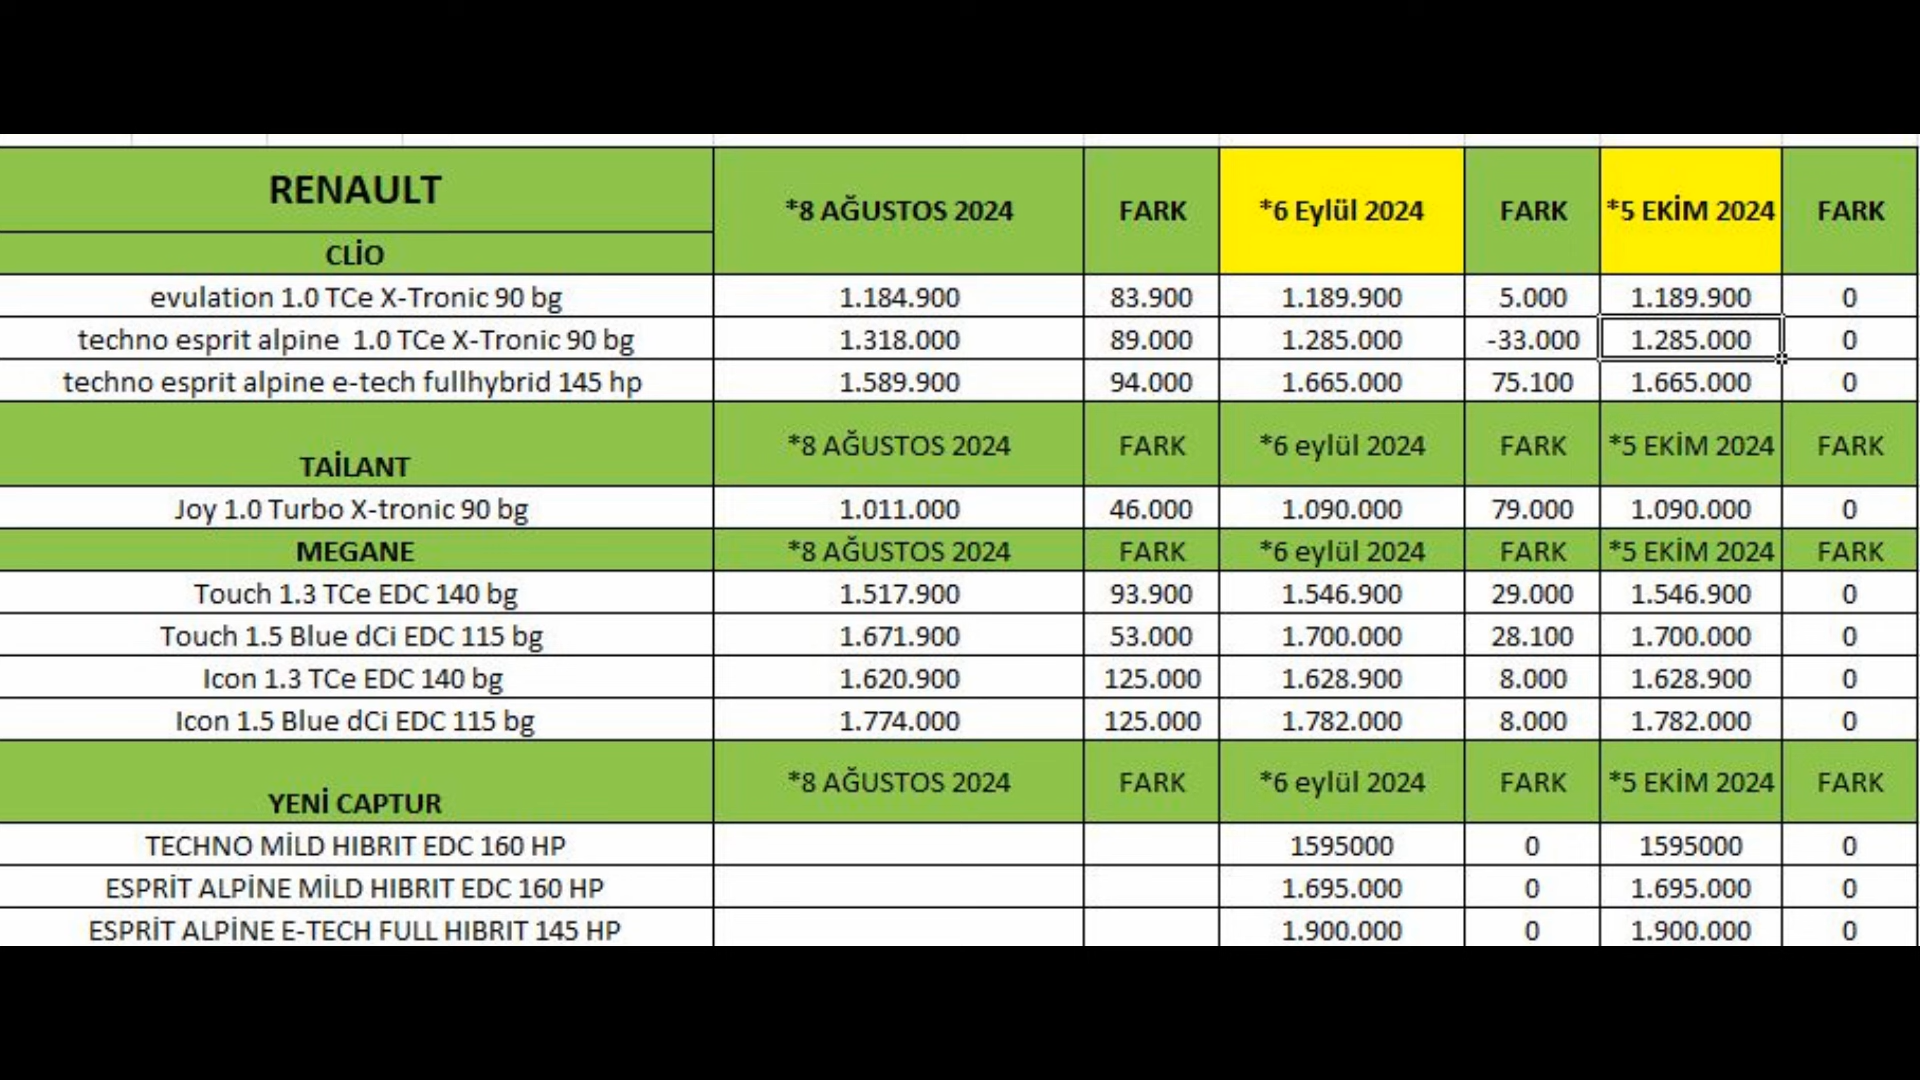 RENAULT *8 AĞUSTOS 2024 FARK *6 Eylül 2024 FARK *5 EKİM 2024 FARK
CLİO
evulation 1.0 TCe X-Tronic 90 bg 1.184.900 83.900 1.189.900 5.000 1.189.900 0
techno esprit alpine 1.0 TCe X-Tronic 90 bg 1.318.000 89.000 1.285.000 -33.000 1.285.000 0
techno esprit alpine e-tech fullhybrid 145 hp 1.589.900 94.000 1.665.000 75.100 1.665.000 0
TAİLANT *8 AĞUSTOS 2024 FARK *6 eylül 2024 FARK *5 EKİM 2024 FARK
Joy 1.0 Turbo X-tronic 90 bg 1.011.000 46.000 1.090.000 79.000 1.090.000 0
MEGANE *8 AĞUSTOS 2024 FARK *6 eylül 2024 FARK *5 EKİM 2024 FARK
Touch 1.3 TCe EDC 140 bg 1.517.900 93.900 1.546.900 29.000 1.546.900 0
Touch 1.5 Blue dCi EDC 115 bg 1.671.900 53.000 1.700.000 28.100 1.700.000 0
Icon 1.3 TCe EDC 140 bg 1.620.900 125.000 1.628.900 8.000 1.628.900 0
Icon 1.5 Blue dCi EDC 115 bg 1.774.000 125.000 1.782.000 8.000 1.782.000 0
YENİ CAPTUR *8 AĞUSTOS 2024 FARK *6 eylül 2024 FARK *5 EKİM 2024 FARK
TECHNO MİLD HIBRIT EDC 160 HP 1595000 0 1595000 0
ESPRİT ALPİNE MİLD HIBRIT EDC 160 HP 1.695.000 0 1.695.000 0
ESPRİT ALPİNE E-TECH FULL HIBRIT 145 HP 1.900.000 0 1.900.000 0